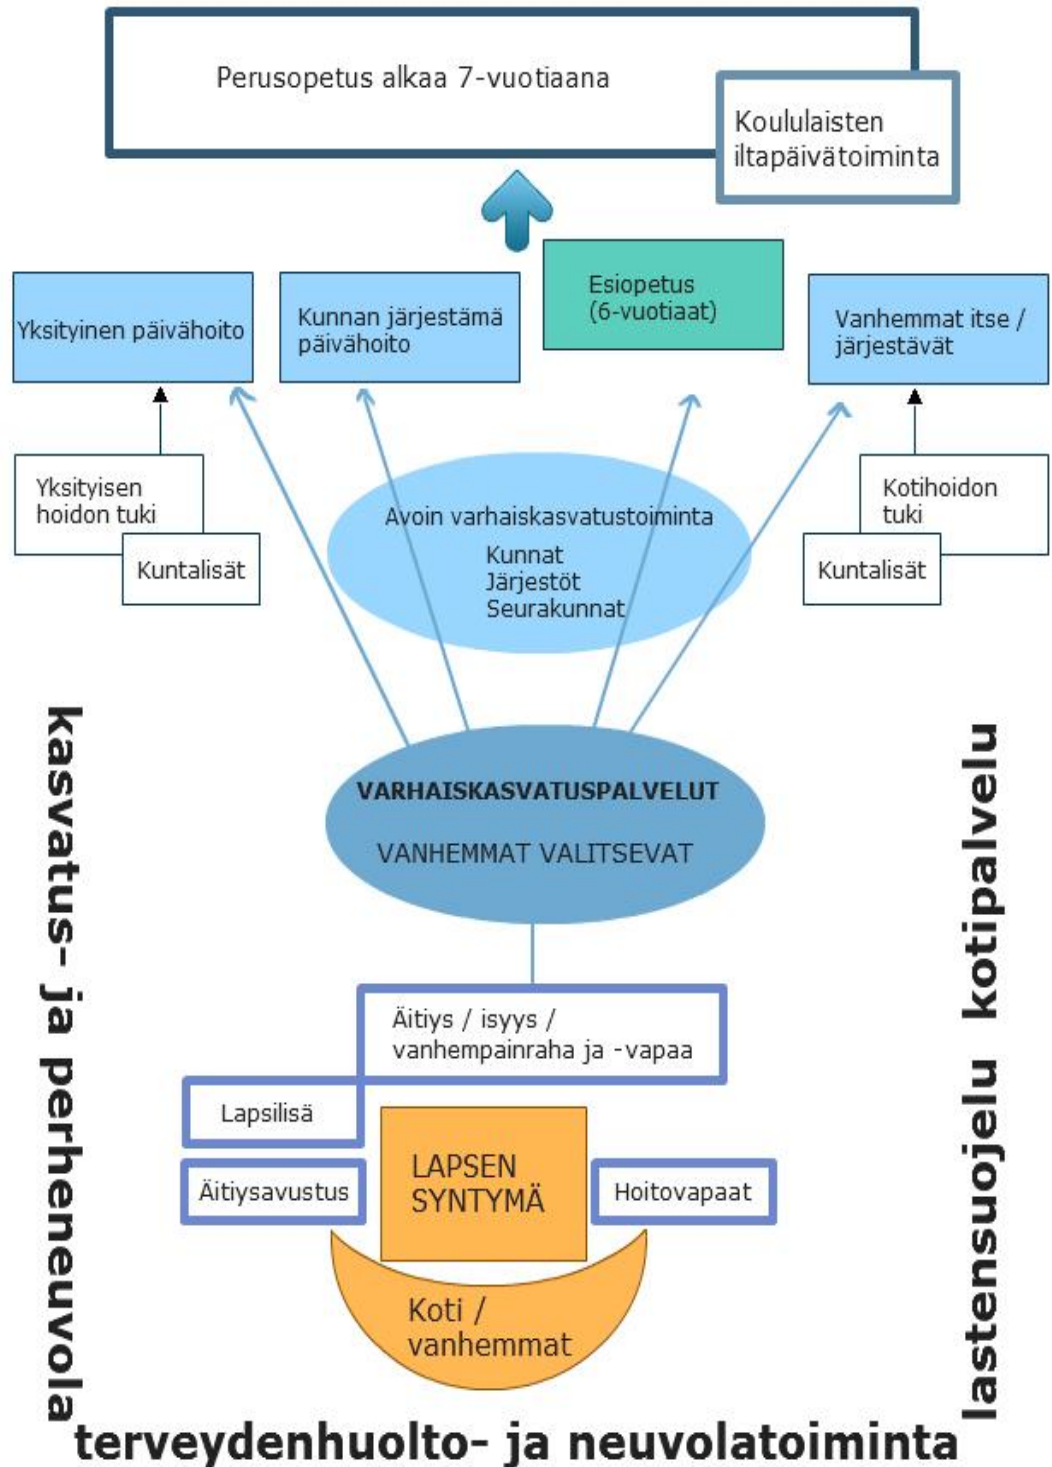 Perusopetus alkaa 7-vuotiaana
Koululaisten
iltapäivätoiminta
Yksityinen päivähoito
Kunnan järjestämä
päivähoito
Esiopetus
(6-vuotiaat)
Vanhemmat itse /
järjestävät
Yksityisen
hoidon tuki
Kuntalisät
Avoin varhaiskasvatustoiminta
Kunnat
Järjestöt
Seurakunnat
Kotihoidon
tuki
Kuntalisät
VARHAISKASVATUSPALVELUT
VANHEMMAT VALITSEVAT
Äitiys / isyys /
vanhempainraha ja -vapaa
Lapsilisä
Äitiysavustus
LAPSEN
SYNTYMÄ
Hoitovapaat
Koti /
vanhemmat
kasvatus- ja perheneuvola
lastensuojelu kotipalvelu
terveydenhuolto- ja neuvolatoiminta